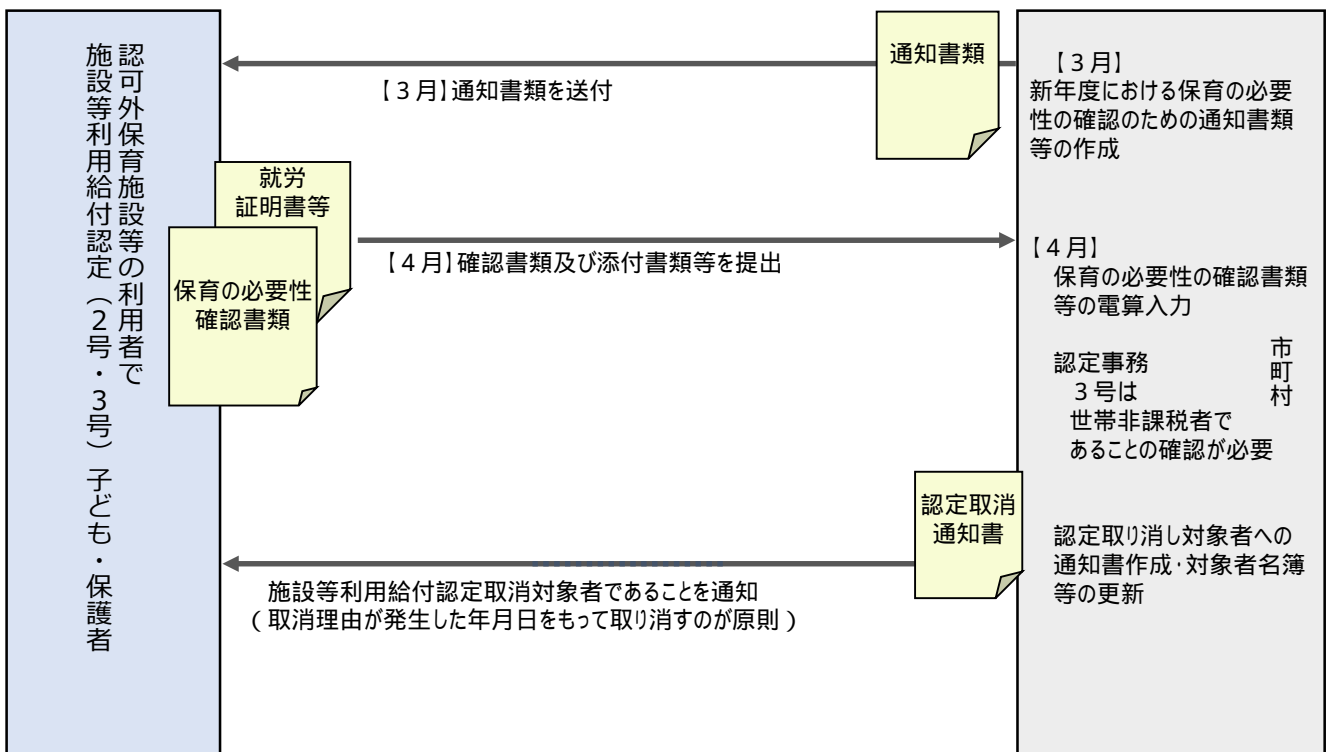 認可外保育施設等の利用者で
施設等利用給付認定（２号・３号）子ども・保護者
通知書類
【３月】通知書類を送付
【３月】
新年度における保育の必要
性の確認のための通知書類
等の作成
就労
証明書等
保育の必要性
確認書類
【４月】確認書類及び添付書類等を提出
【４月】
保育の必要性の確認書類
等の電算入力
市町村
認定事務
３号は
世帯非課税者で
あることの確認が必要
認定取消
通知書
施設等利用給付認定取消対象者であることを通知
（取消理由が発生した年月日をもって取り消すのが原則）
認定取り消し対象者への
通知書作成・対象者名簿
等の更新